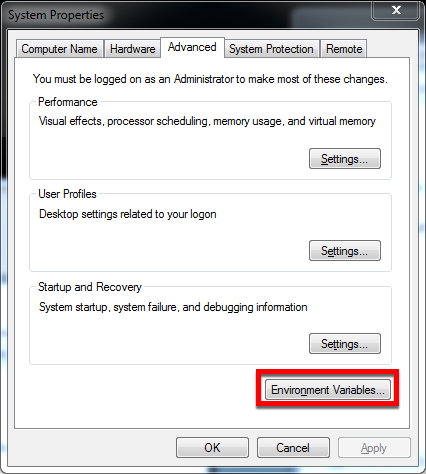 System Properties
Computer Name Hardware Advanced System Protection Remote
You must be logged on as an Administrator to make most of these changes.
Performance
Visual effects, processor scheduling, memory usage, and virtual memory
Settings...
User Profiles
Desktop settings related to your logon
Settings...
Startup and Recovery
System startup, system failure, and debugging information
Settings...
Environment Variables...
OK Cancel Apply